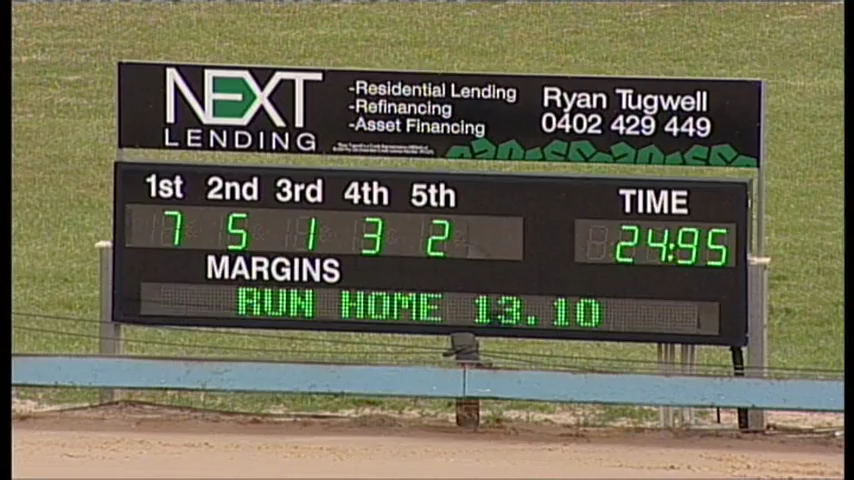 NEXT
LENDING
-Residential Lending
-Refinancing
-Asset Financing
Ryan Tugwell
0402 429 449
1st 2nd 3rd 4th 5th TIME
7 5 1 3 2 24:95
MARGINS
RUN HOME 13.10